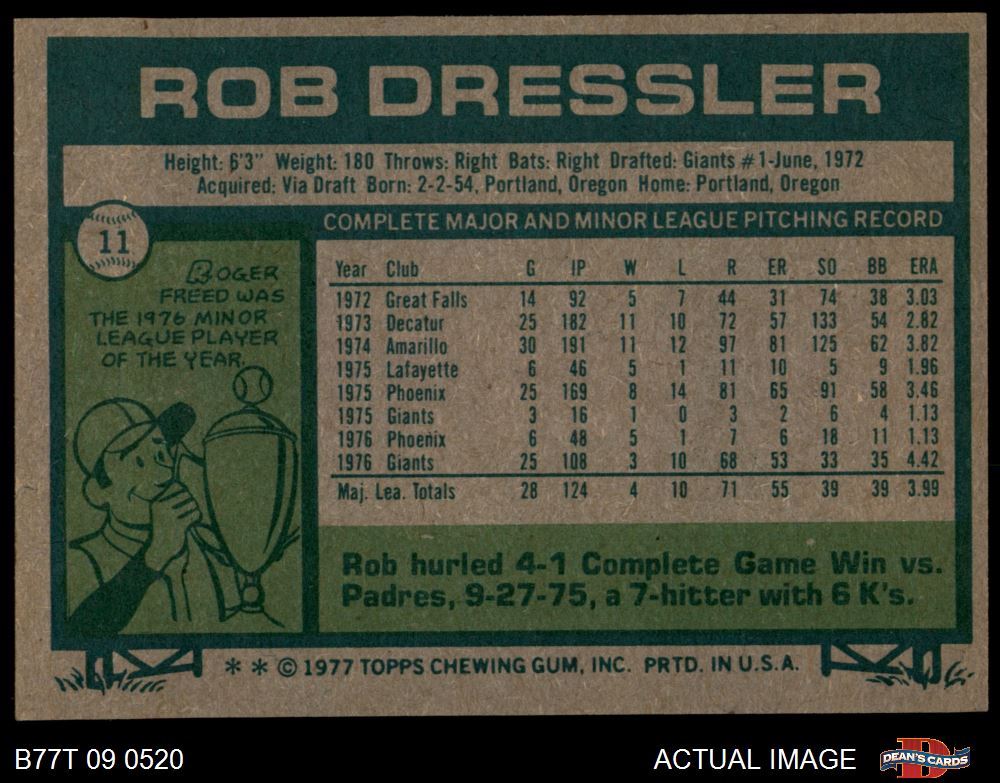 ROB DRESSLER
Height: 6'3" Weight: 180 Throws: Right Bats: Right Drafted: Giants #1-June, 1972
Acquired: Via Draft Born: 2-2-54, Portland, Oregon Home: Portland, Oregon
11
ROGER
FREED WAS
THE 1976 MINOR
LEAGUE PLAYER
OF THE YEAR.
COMPLETE MAJOR AND MINOR LEAGUE PITCHING RECORD
Year Club G IP W L R ER SO BB ERA
1972 Great Falls 14 92 5 7 44 31 74 38 3.03
1973 Decatur 25 182 11 10 72 57 133 54 2.82
1974 Amarillo 30 191 11 12 97 81 125 62 3.82
1975 Lafayette 6 46 5 1 11 10 5 9 1.96
1975 Phoenix 25 169 8 14 81 65 91 58 3.46
1975 Giants 3 16 1 0 3 2 6 4 1.13
1976 Phoenix 6 48 5 1 7 6 18 11 1.13
1976 Giants 25 108 3 10 68 53 33 35 4.42
Maj. Lea. Totals 28 124 4 10 71 55 39 39 3.99
Rob hurled 4-1 Complete Game Win vs.
Padres, 9-27-75, a 7-hitter with 6 K's.
** © 1977 TOPPS CHEWING GUM, INC. PRTD. IN U.S.A.
B77T 09 0520
ACTUAL IMAGE
DEAN'S CARDS